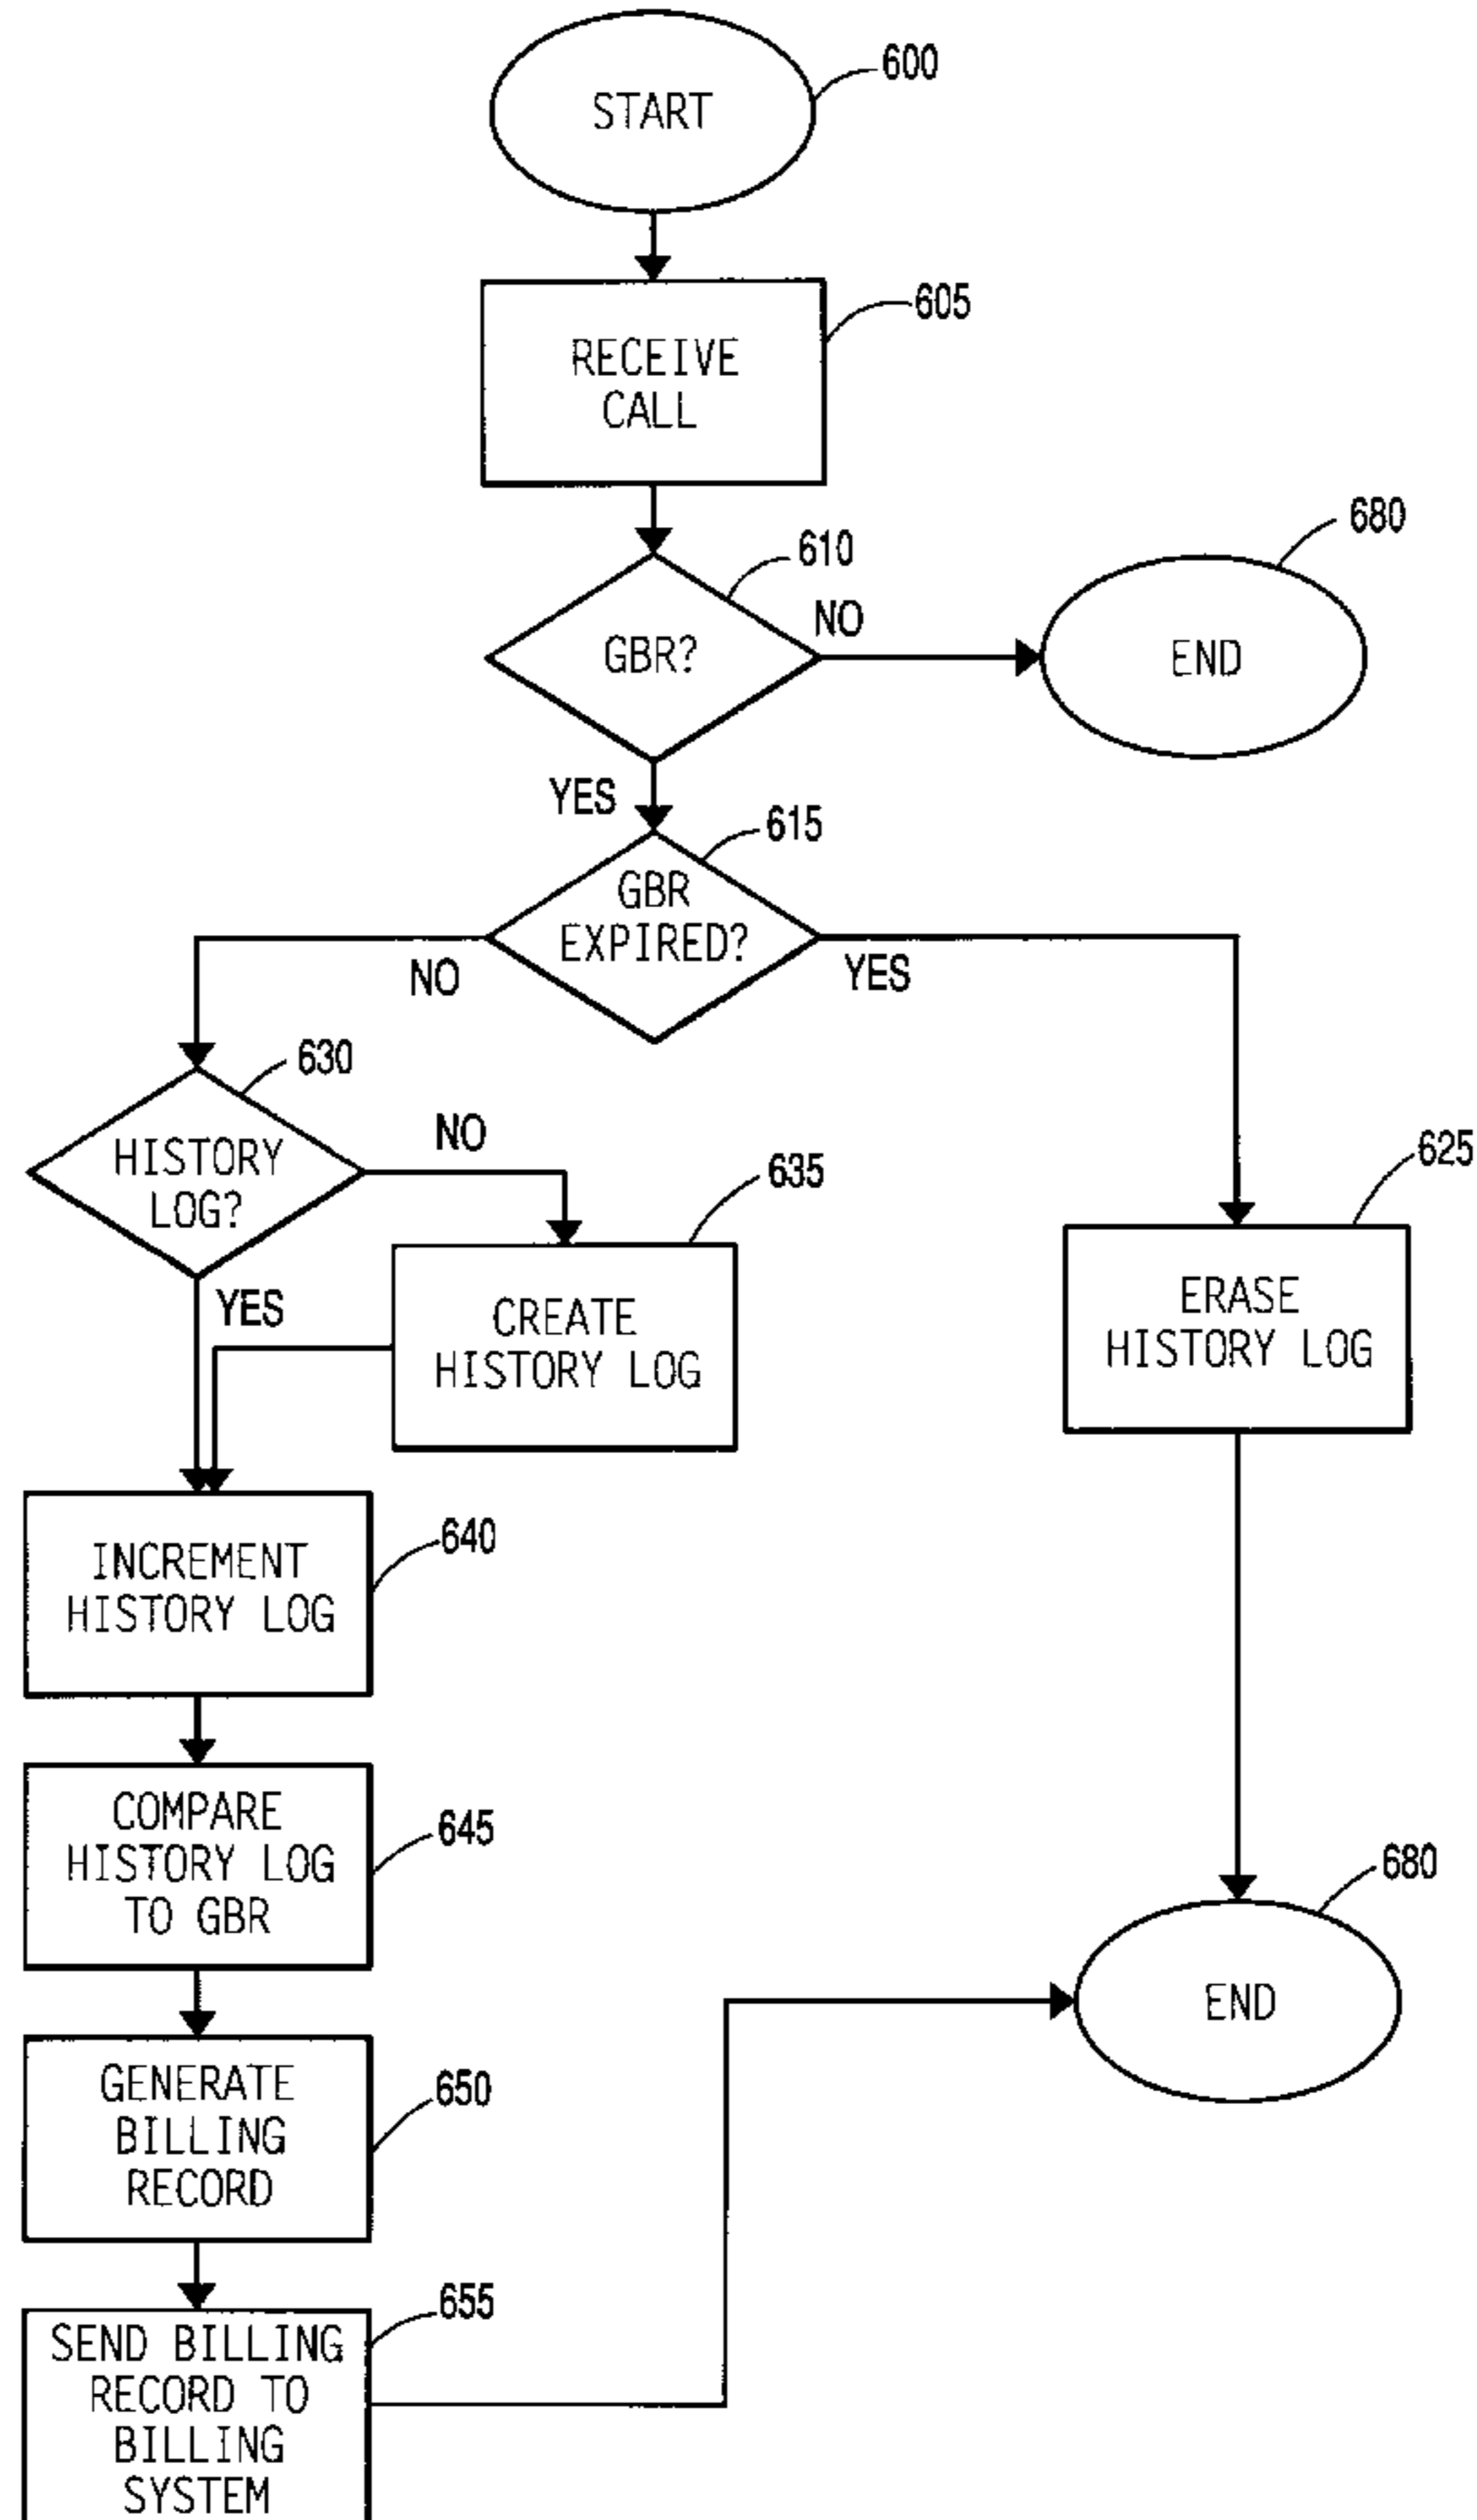 START
600
RECEIVE
CALL
605
GBR?
610
NO
END
680
YES
GBR
EXPIRED?
615
NO
YES
HISTORY
LOG?
630
NO
YES
CREATE
HISTORY LOG
635
ERASE
HISTORY LOG
625
INCREMENT
HISTORY LOG
640
COMPARE
HISTORY LOG
TO GBR
645
END
680
GENERATE
BILLING
RECORD
650
SEND BILLING
RECORD TO
BILLING
SYSTEM
655